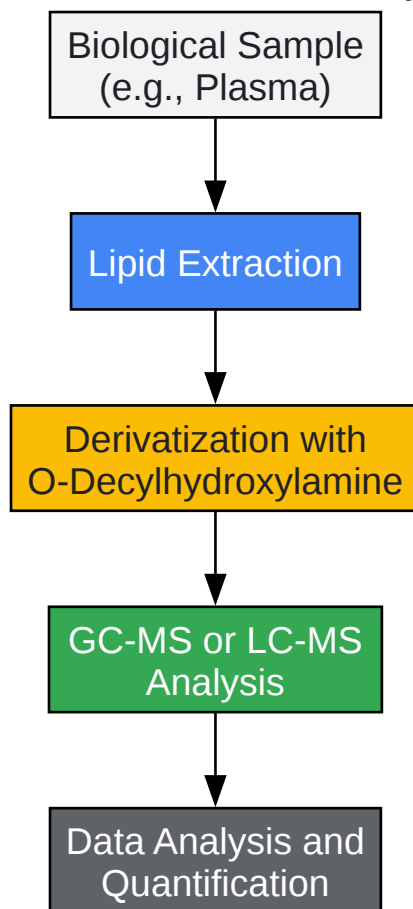 Biological Sample
(e.g., Plasma)
Lipid Extraction
Derivatization with
O-Decylhydroxylamine
GC-MS or LC-MS
Analysis
Data Analysis and
Quantification